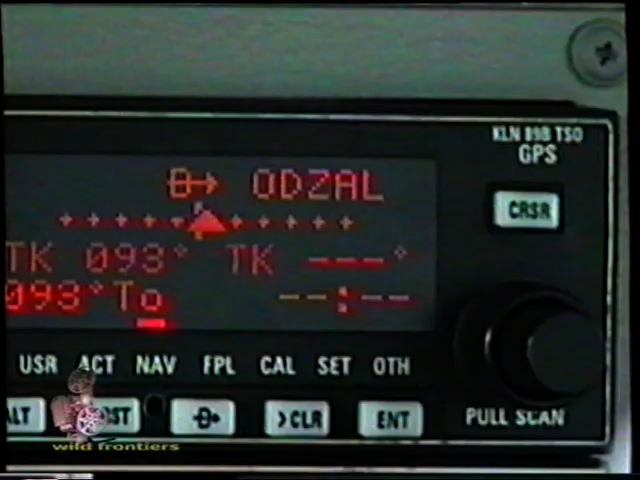 KLN 89B TSO
GPS
ODZAL
CRSR
TK 093° TK ---°
093°To --:--
USR ACT NAV FPL CAL SET OTH
ALT >CLR ENT
PULL SCAN
wild frontiers